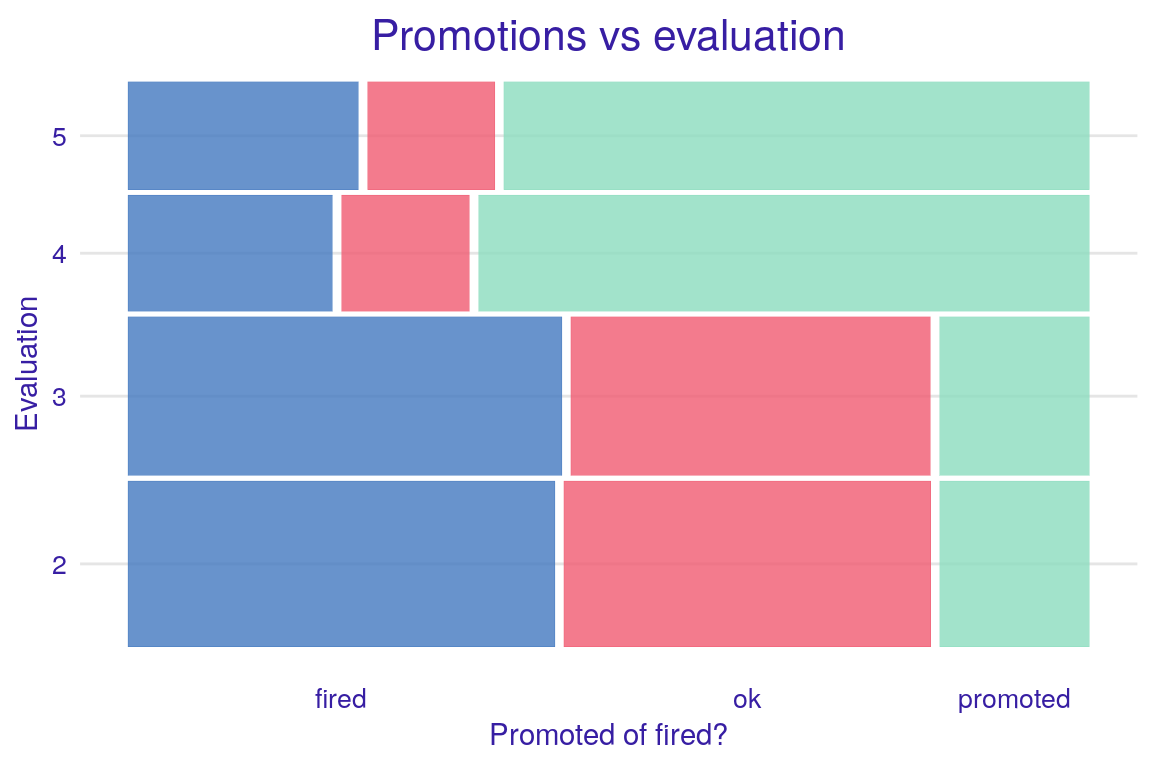 Promotions vs evaluation
5
4
3
2
Evaluation
fired
ok
promoted
Promoted of fired?